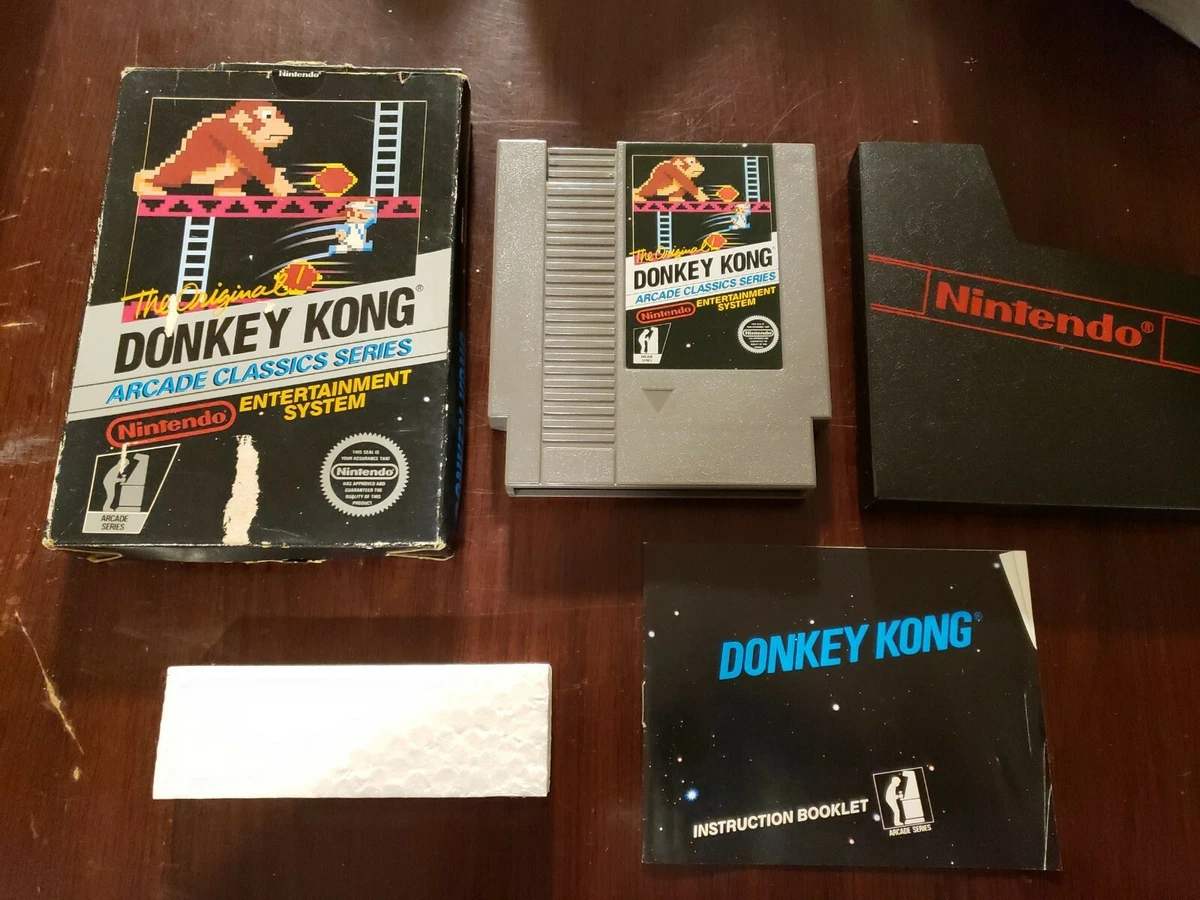 Nintendo®
The Original
DONKEY KONG®
ARCADE CLASSICS SERIES
Nintendo®
ENTERTAINMENT
SYSTEM
THIS SEAL IS
YOUR ASSURANCE THAT
Nintendo
HAS APPROVED AND
GUARANTEED THE
QUALITY OF THIS
PRODUCT.
ARCADE
SERIES
The Original
DONKEY KONG
ARCADE CLASSICS SERIES
Nintendo
ENTERTAINMENT
SYSTEM
Nintendo
Nintendo®
DONKEY KONG®
INSTRUCTION BOOKLET
ARCADE SERIES